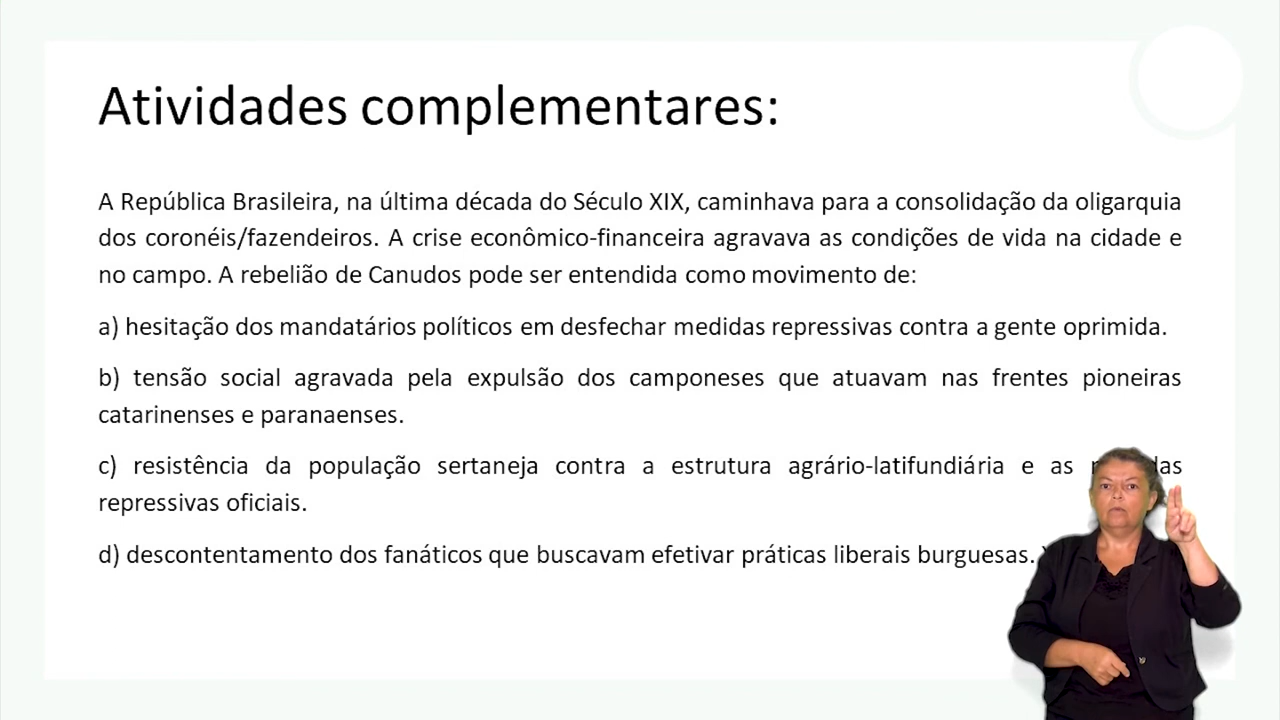 Atividades complementares:
A República Brasileira, na última década do Século XIX, caminhava para a consolidação da oligarquia
dos coronéis/fazendeiros. A crise econômico-financeira agravava as condições de vida na cidade e
no campo. A rebelião de Canudos pode ser entendida como movimento de:
a) hesitação dos mandatários políticos em desfechar medidas repressivas contra a gente oprimida.
b) tensão social agravada pela expulsão dos camponeses que atuavam nas frentes pioneiras
catarinenses e paranaenses.
c) resistência da população sertaneja contra a estrutura agrário-latifundiária e as
repressivas oficiais.
d) descontentamento dos fanáticos que buscavam efetivar práticas liberais burguesas.